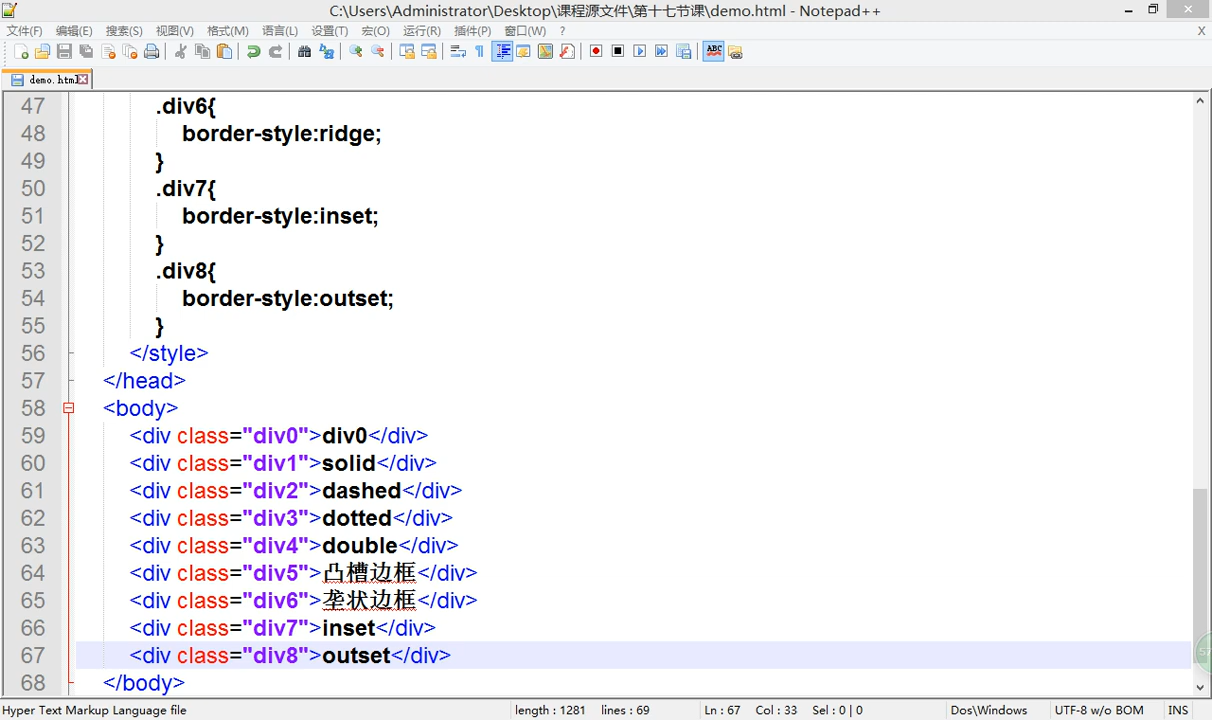 C:\Users\Administrator\Desktop\课程源文件\第十七节课\demo.html - Notepad++
文件(F) 编辑(E) 搜索(S) 视图(V) 格式(M) 语言(L) 设置(T) 宏(O) 运行(R) 插件(P) 窗口(W) ? X
demo.html
47 .div6{
48 border-style:ridge;
49 }
50 .div7{
51 border-style:inset;
52 }
53 .div8{
54 border-style:outset;
55 }
56 </style>
57 </head>
58 <body>
59 <div class="div0">div0</div>
60 <div class="div1">solid</div>
61 <div class="div2">dashed</div>
62 <div class="div3">dotted</div>
63 <div class="div4">double</div>
64 <div class="div5">凸槽边框</div>
65 <div class="div6">垄状边框</div>
66 <div class="div7">inset</div>
67 <div class="div8">outset</div>
68 </body>
Hyper Text Markup Language file length : 1281 lines : 69 Ln : 67 Col : 33 Sel : 0 | 0 Dos\Windows UTF-8 w/o BOM INS